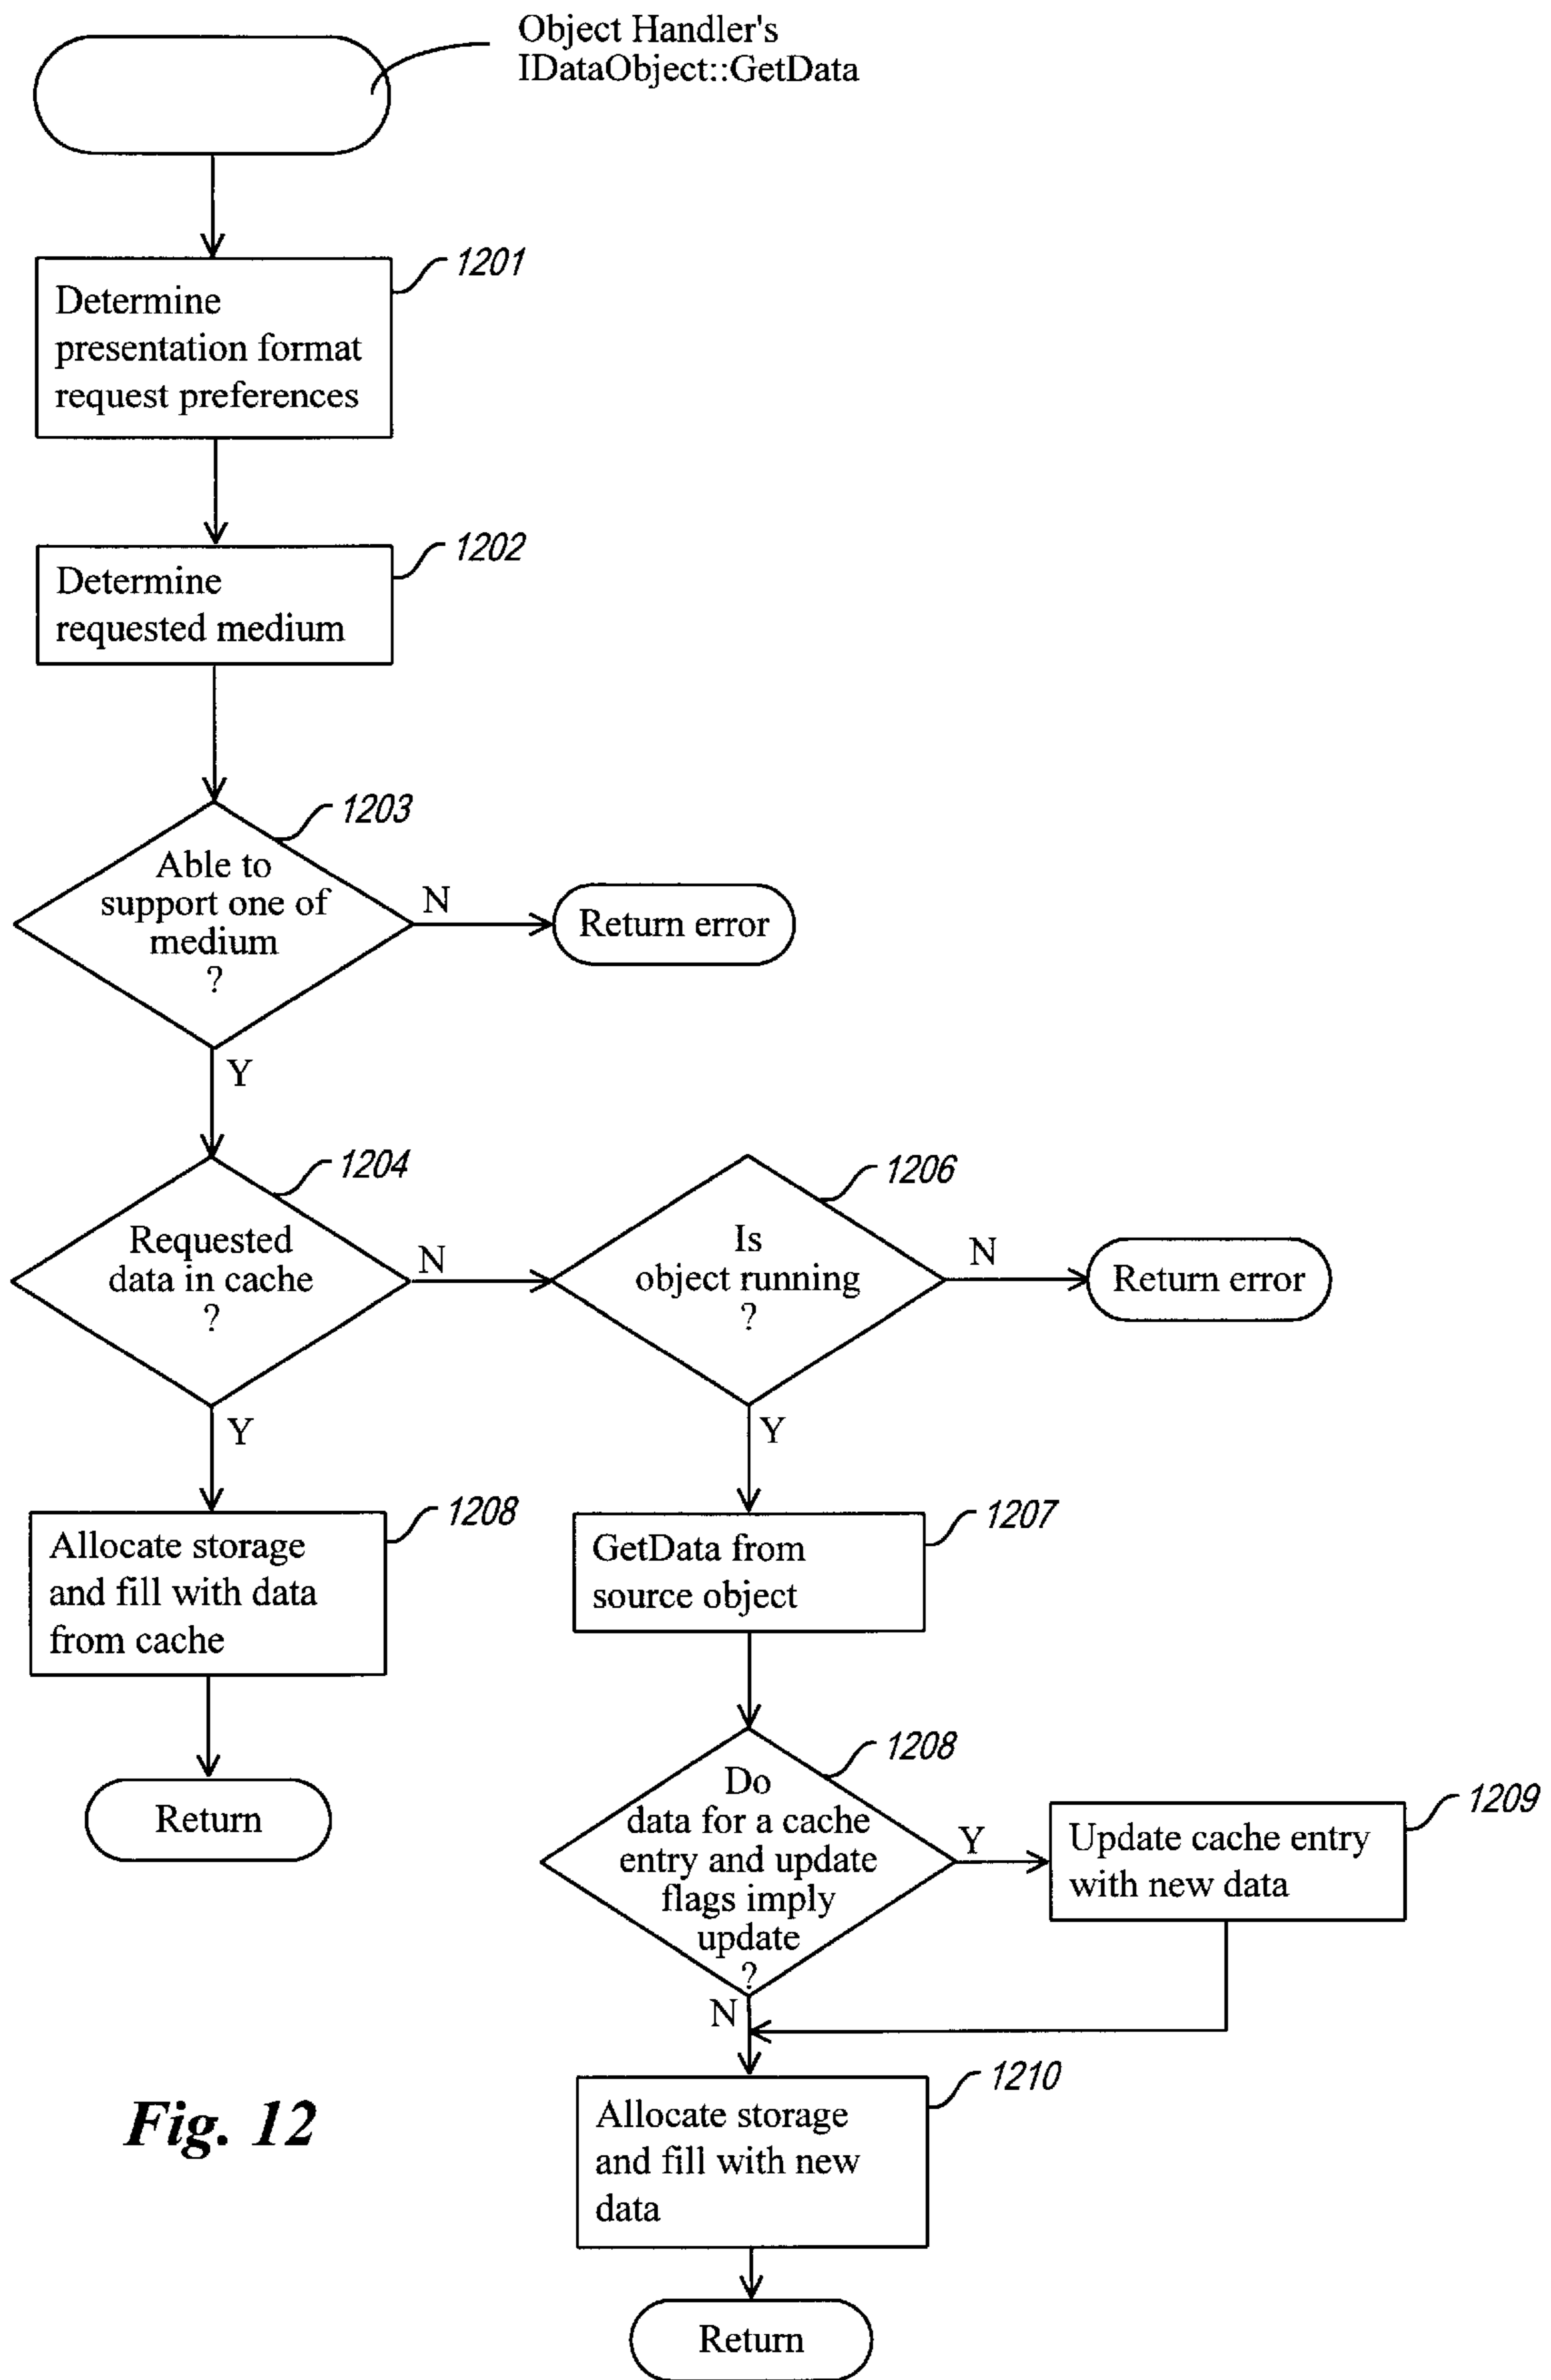 Object Handler's
IDataObject::GetData
1201
Determine
presentation format
request preferences
1202
Determine
requested medium
1203
Able to
support one of
medium
?
N
Return error
Y
1204
Requested
data in cache
?
N
1206
Is
object running
?
N
Return error
Y
Y
1208
Allocate storage
and fill with data
from cache
Return
1207
GetData from
source object
1208
Do
data for a cache
entry and update
flags imply
update
?
Y
1209
Update cache entry
with new data
N
1210
Allocate storage
and fill with new
data
Return
Fig. 12